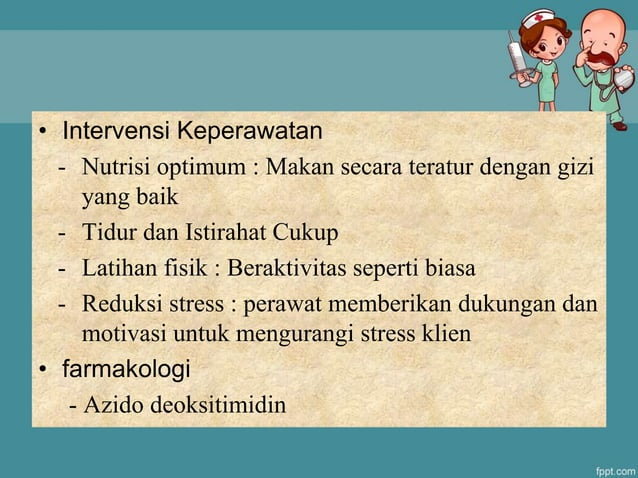 • Intervensi Keperawatan
- Nutrisi optimum : Makan secara teratur dengan gizi
yang baik
- Tidur dan Istirahat Cukup
- Latihan fisik : Beraktivitas seperti biasa
- Reduksi stress : perawat memberikan dukungan dan
motivasi untuk mengurangi stress klien
• farmakologi
- Azido deoksitimidin
fppt.com